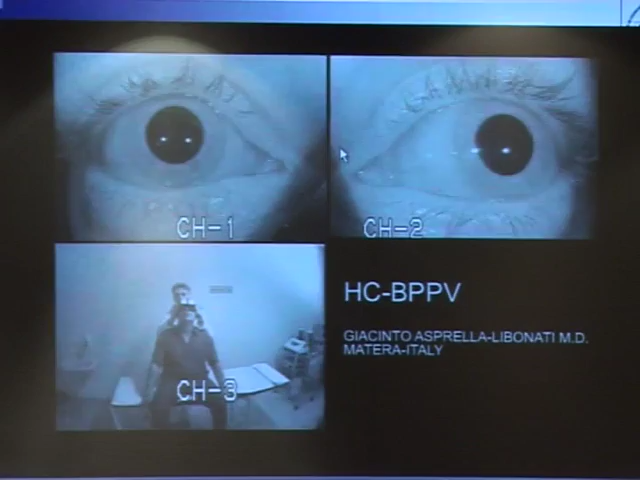 CH-1
CH-2
CH-3
HC-BPPV
GIACINTO ASPRELLA-LIBONATI M.D.
MATERA-ITALY